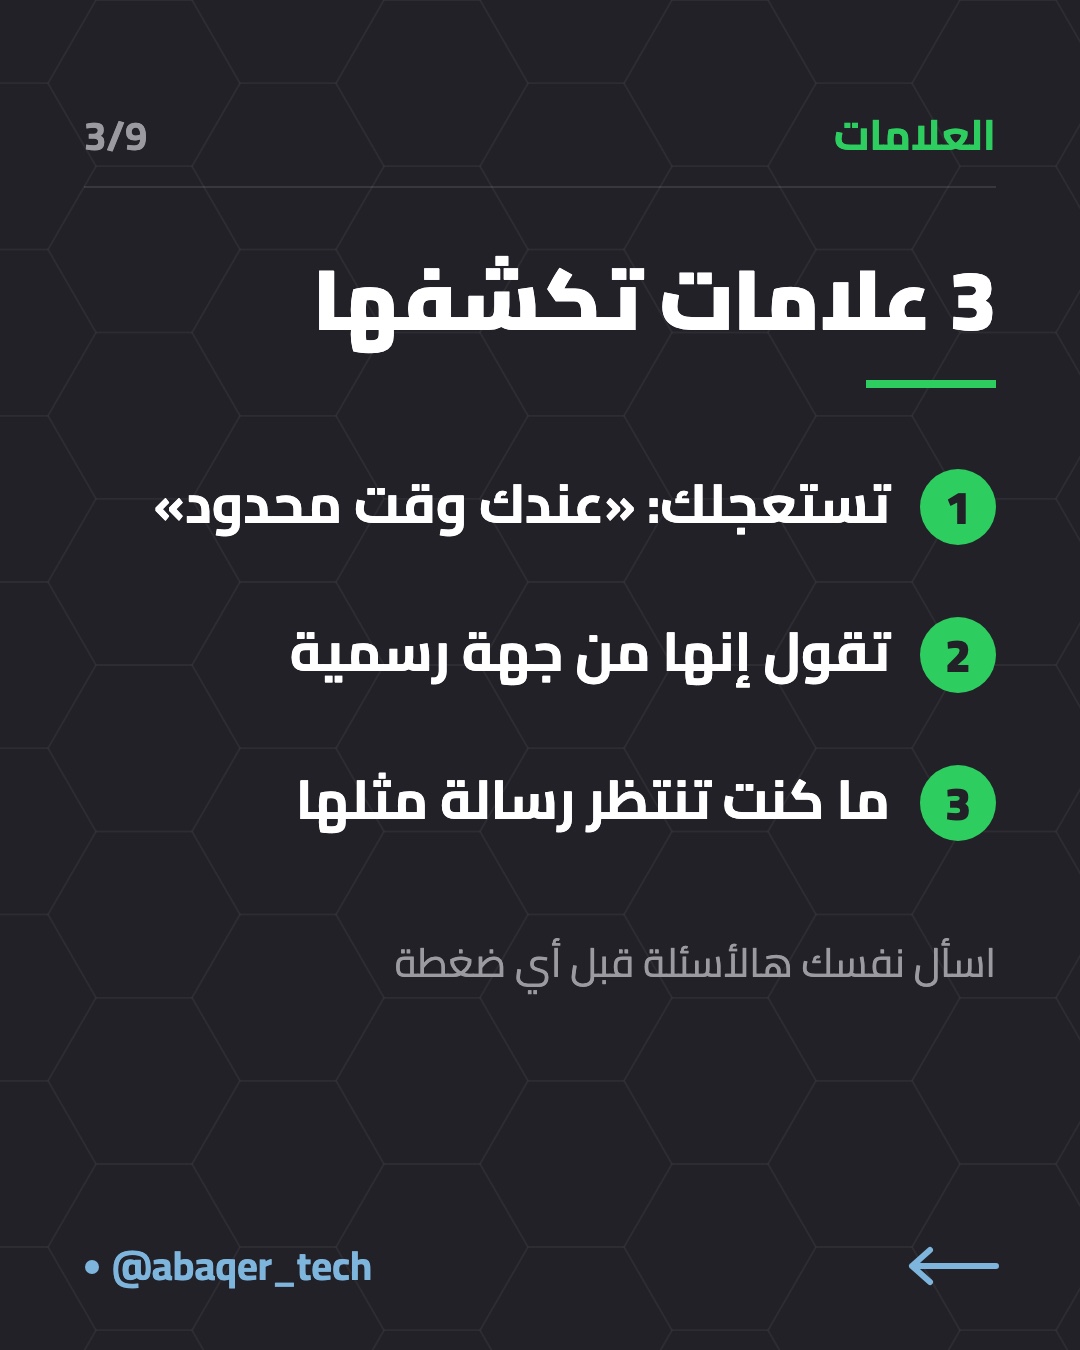 العلامات
3/9
3 علامات تكشفها
1 تستعجلك: «عندك وقت محدود»
2 تقول إنها من جهة رسمية
3 ما كنت تنتظر رسالة مثلها
اسأل نفسك هالأسئلة قبل أي ضغطة
• @abaqer_tech